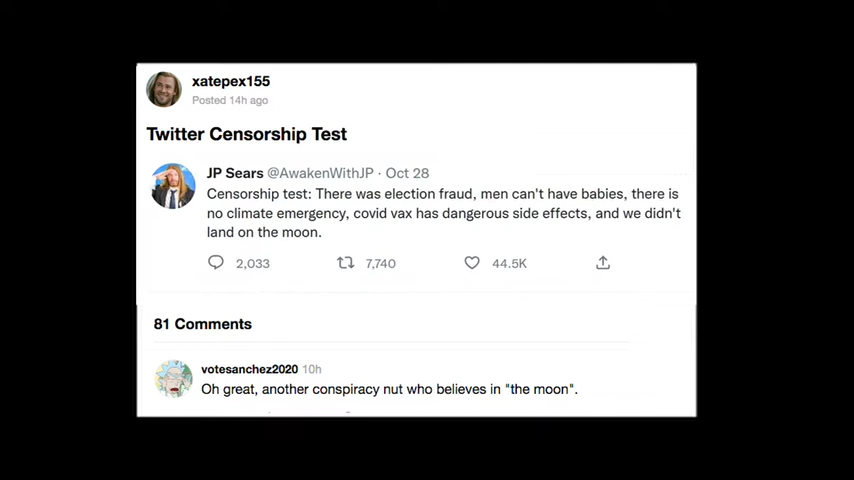 xatepex155
Posted 14h ago
Twitter Censorship Test
JP Sears @AwakenWithJP · Oct 28
Censorship test: There was election fraud, men can't have babies, there is
no climate emergency, covid vax has dangerous side effects, and we didn't
land on the moon.
2,033 7,740 44.5K
81 Comments
votesanchez2020 10h
Oh great, another conspiracy nut who believes in "the moon".